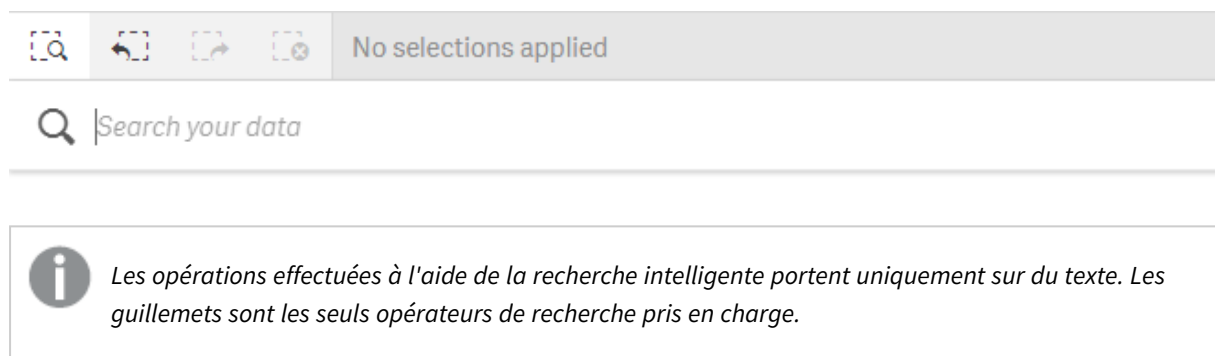 No selections applied
Search your data
Les opérations effectuées à l'aide de la recherche intelligente portent uniquement sur du texte. Les
guillemets sont les seuls opérateurs de recherche pris en charge.